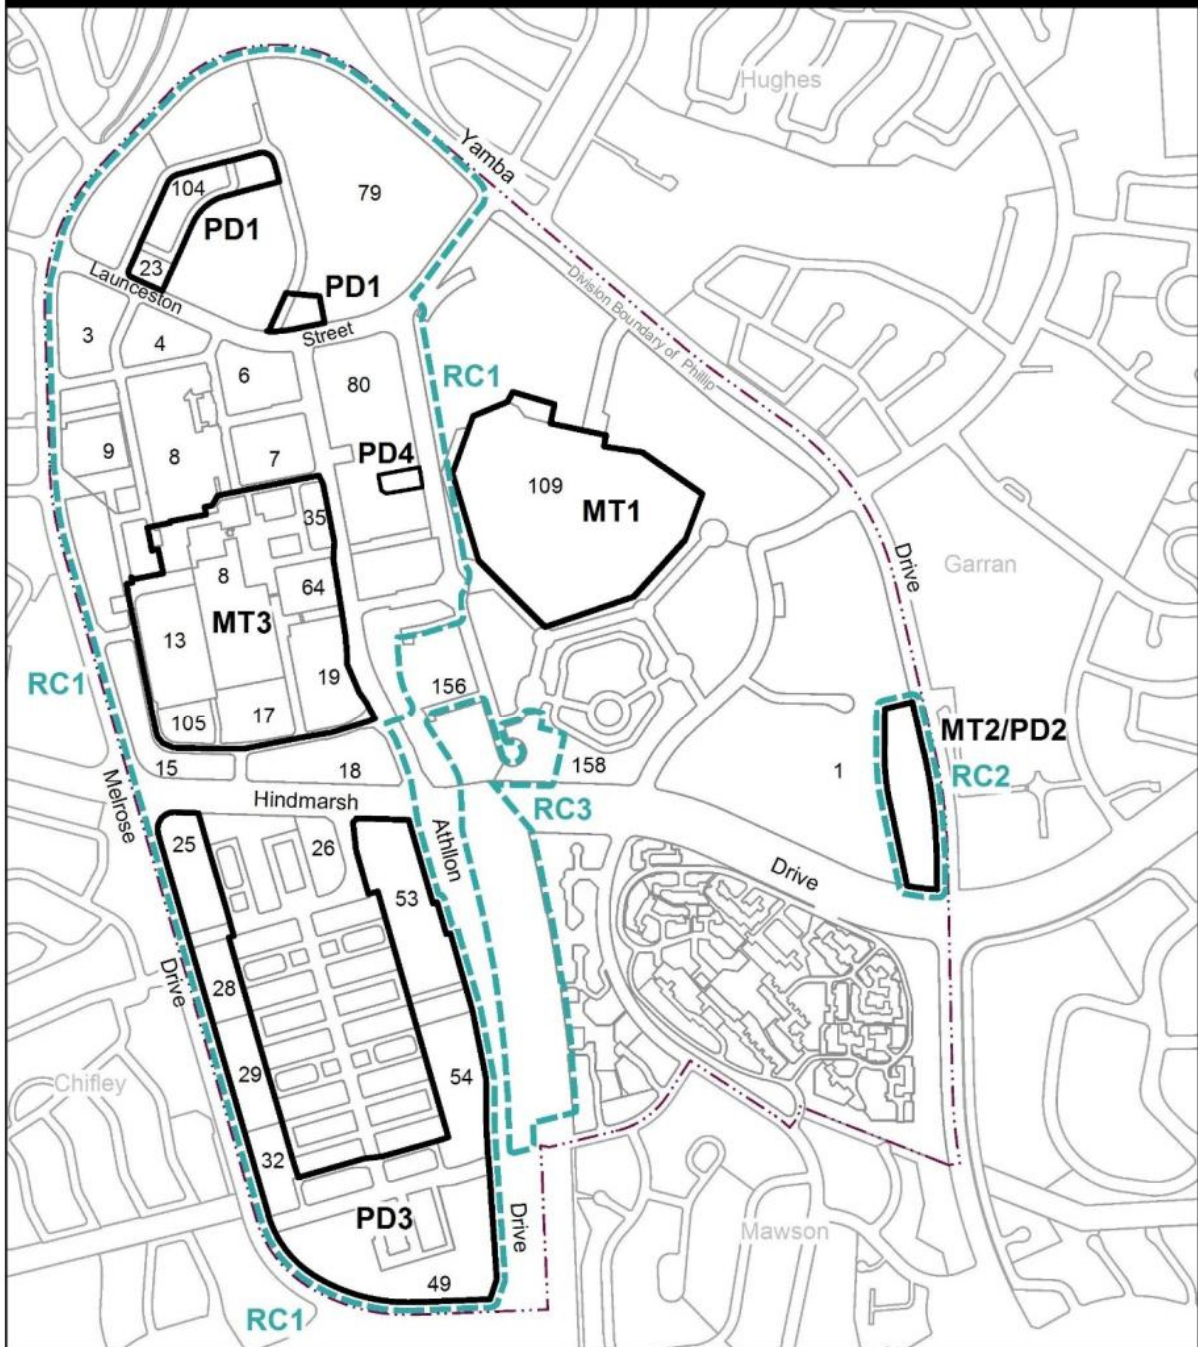 Hughes
Yamba
104
79
PD1
23
Launceston
PD1
Street
Division Boundary of Phillip
3
4
6
80
RC1
9
8
7
PD4
109
MT1
35
Drive
Garran
8
64
13
MT3
RC1
19
156
105
17
MT2/PD2
15
18
158
1
RC2
Melrose
Hindmarsh
RC3
25
26
Athllon
Drive
53
Drive
28
29
54
Chifley
32
PD3
Drive
Mawson
49
RC1